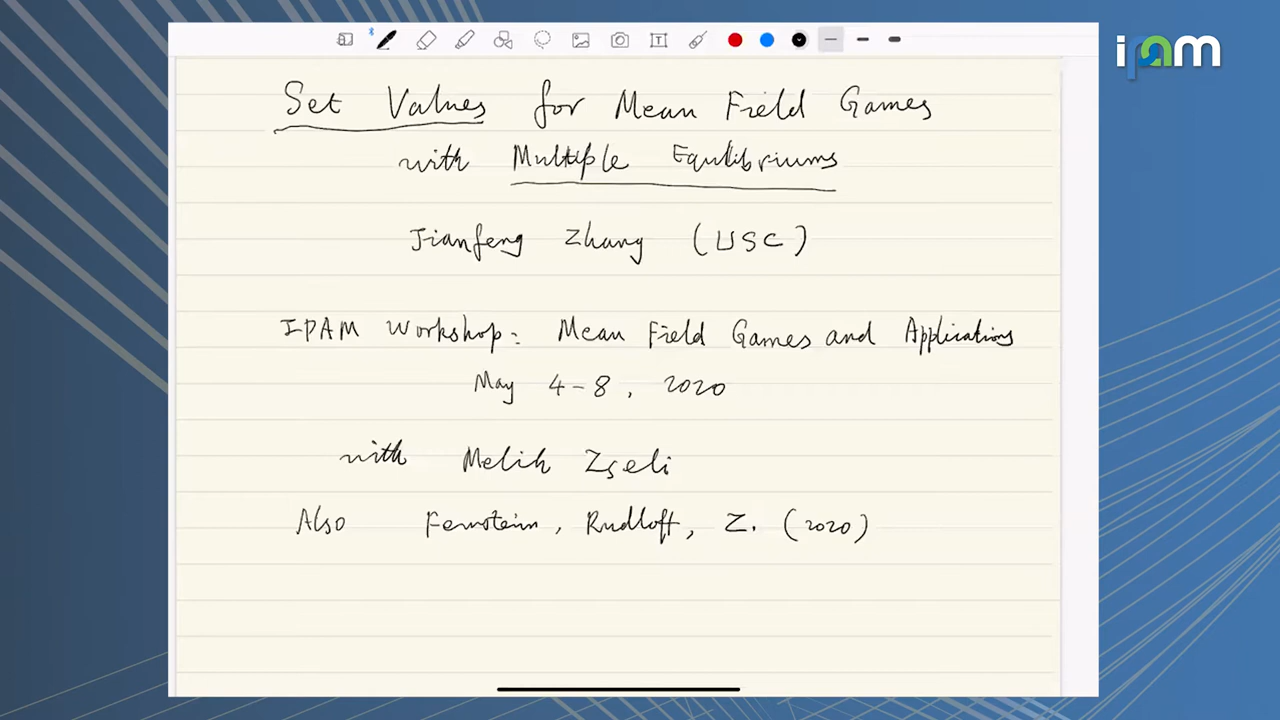 ipam
Set Values for Mean Field Games
with Multiple Equilibriums
Jianfeng Zhang (USC)
IPAM Workshop: Mean Field Games and Applications
May 4-8, 2020
with Melih
Also Feinstein, Rudloff, Z. (2020)